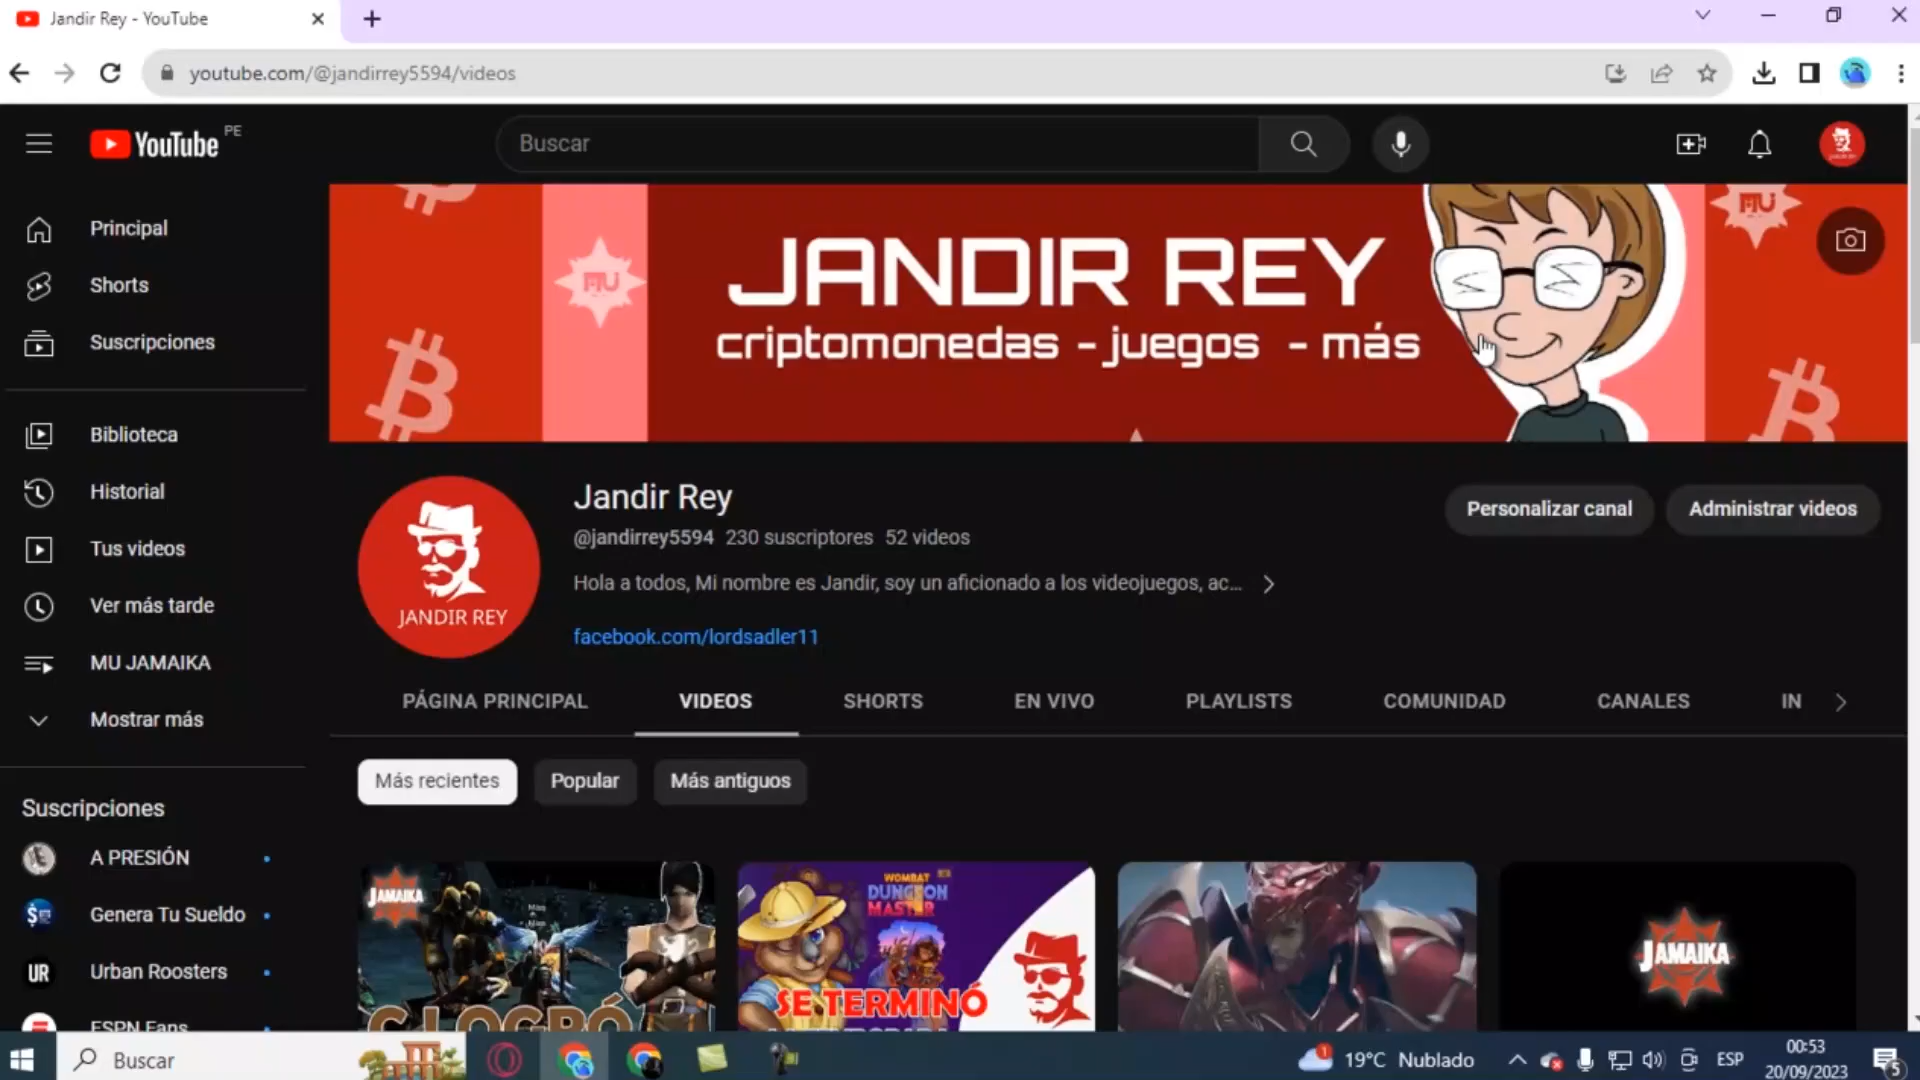 Jandir Rey - YouTube
youtube.com/@jandirrey5594/videos
YouTube PE
Buscar
Principal
Shorts
Suscripciones
Biblioteca
Historial
Tus videos
Ver más tarde
MU JAMAIKA
Mostrar más
Suscripciones
A PRESIÓN
Genera Tu Sueldo
UR
Urban Roosters
ESPN Fans
MU
MU
JANDIR REY
criptomonedas - juegos - más
JANDIR REY
Jandir Rey
@jandirrey5594 230 suscriptores 52 videos
Hola a todos, Mi nombre es Jandir, soy un aficionado a los videojuegos, ac...
facebook.com/lordsadler11
Personalizar canal
Administrar videos
PÁGINA PRINCIPAL
VIDEOS
SHORTS
EN VIVO
PLAYLISTS
COMUNIDAD
CANALES
IN
Más recientes
Popular
Más antiguos
JAMAIKA
WOMBAT
DUNGEON
MASTER
SE TERMINÓ
JAMAIKA
Buscar
1
19°C Nublado
ESP
00:53
20/09/2023
5